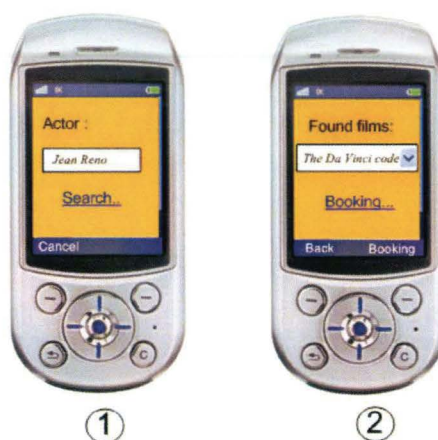 Actor :
Jean Reno
Search..
Cancel
C
1
Found films:
The Da Vinci code
Booking...
Back Booking
C
2